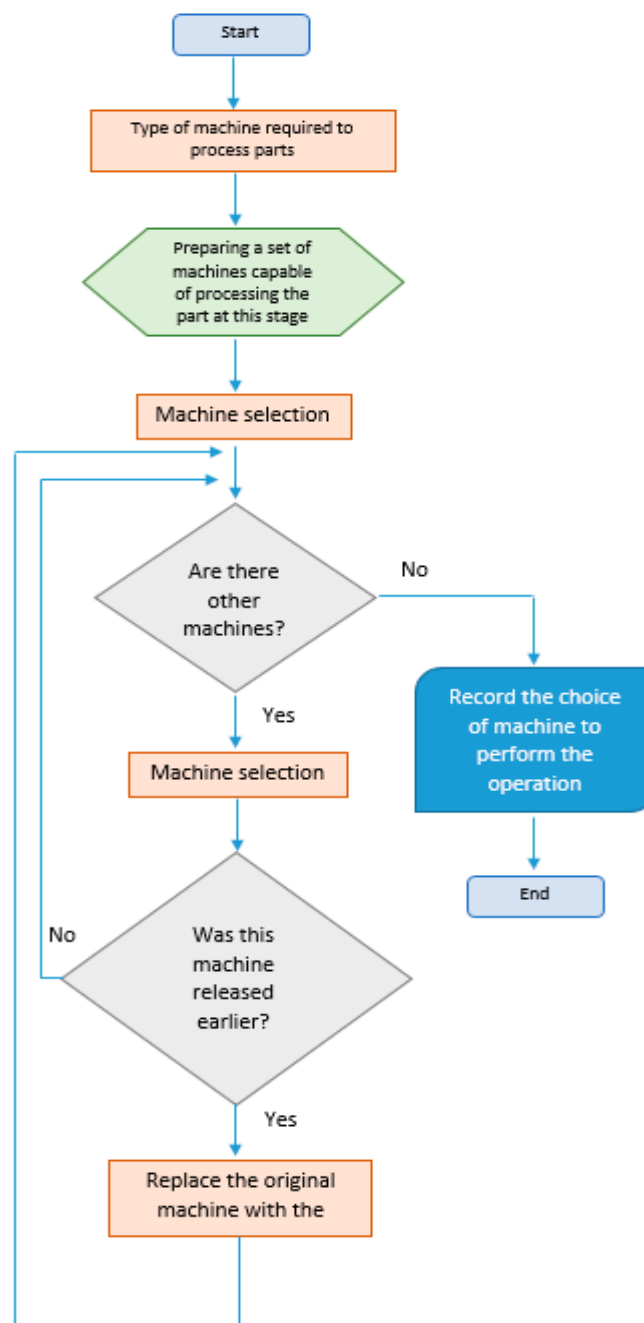 Start
Type of machine required to
process parts
Preparing a set of
machines capable
of processing the
part at this stage
Machine selection
Are there
other
machines?
No
Yes
Record the choice
of machine to
perform the
operation
Machine selection
End
No
Was this
machine
released
earlier?
Yes
Replace the original
machine with the